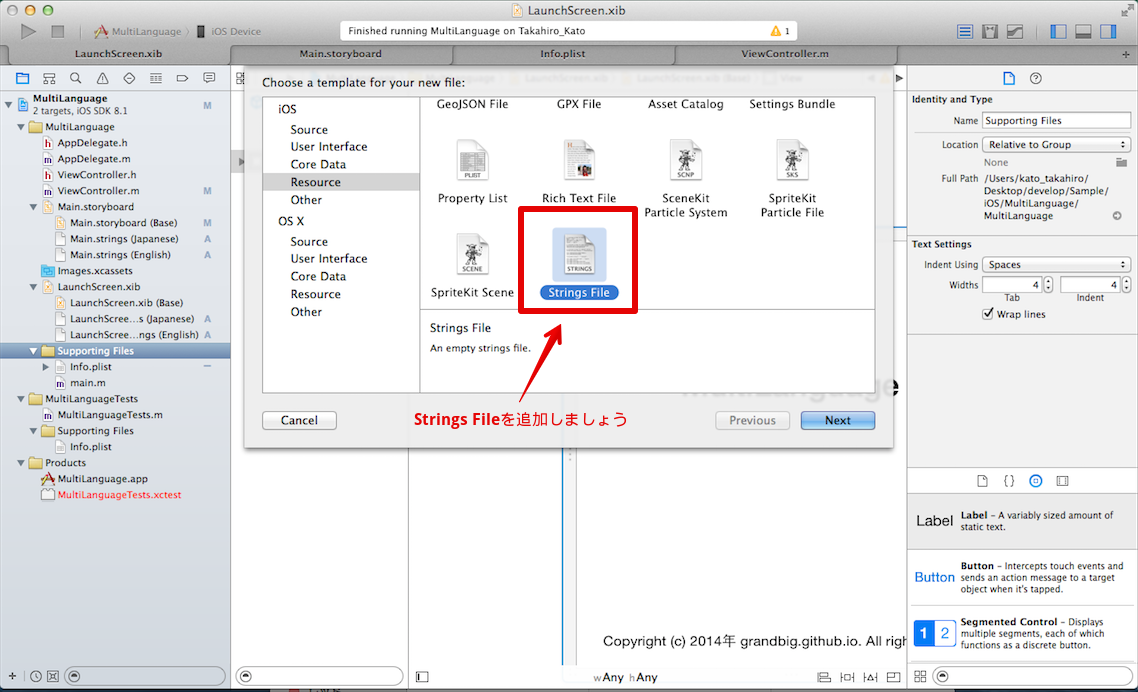 LaunchScreen.xib
MultiLanguage
iOS Device
Finished running MultiLanguage on Takahiro_Kato
1
LaunchScreen.xib
Main.storyboard
Info.plist
ViewController.m
MultiLanguage
2 targets, iOS SDK 8.1
M
MultiLanguage
AppDelegate.h
AppDelegate.m
ViewController.h
ViewController.m
M
Main.storyboard
Main.storyboard (Base)
M
Main.strings (Japanese)
A
Main.strings (English)
A
Images.xcassets
LaunchScreen.xib
LaunchScreen.xib (Base)
LaunchScree...s (Japanese)
A
LaunchScree...ngs (English)
A
Supporting Files
Info.plist
main.m
MultiLanguageTests
MultiLanguageTests.m
Supporting Files
Info.plist
Products
MultiLanguage.app
MultiLanguageTests.xctest
Choose a template for your new file:
iOS
Source
User Interface
Core Data
Resource
Other
OS X
Source
User Interface
Core Data
Resource
Other
GeoJSON File
GPX File
Asset Catalog
Settings Bundle
PLIST
SCNP
SKS
Property List
Rich Text File
SceneKit
Particle System
SpriteKit
Particle File
SCENE
STRINGS
SpriteKit Scene
Strings File
Strings File
An empty strings file.
Strings Fileを追加しましょう
Cancel
Previous
Next
MultiLanguage
Copyright (c) 2014年 grandbig.github.io. All righ
wAny hAny
Identity and Type
Name
Supporting Files
Location
Relative to Group
None
Full Path
/Users/kato_takahiro/
Desktop/develop/Sample/
iOS/MultiLanguage/
MultiLanguage
Text Settings
Indent Using
Spaces
Widths
4
4
Tab
Indent
Wrap lines
Label
Label – A variably sized amount of
static text.
Button
Button – Intercepts touch events and
sends an action message to a target
object when it's tapped.
1 2
Segmented Control – Displays
multiple segments, each of which
functions as a discrete button.